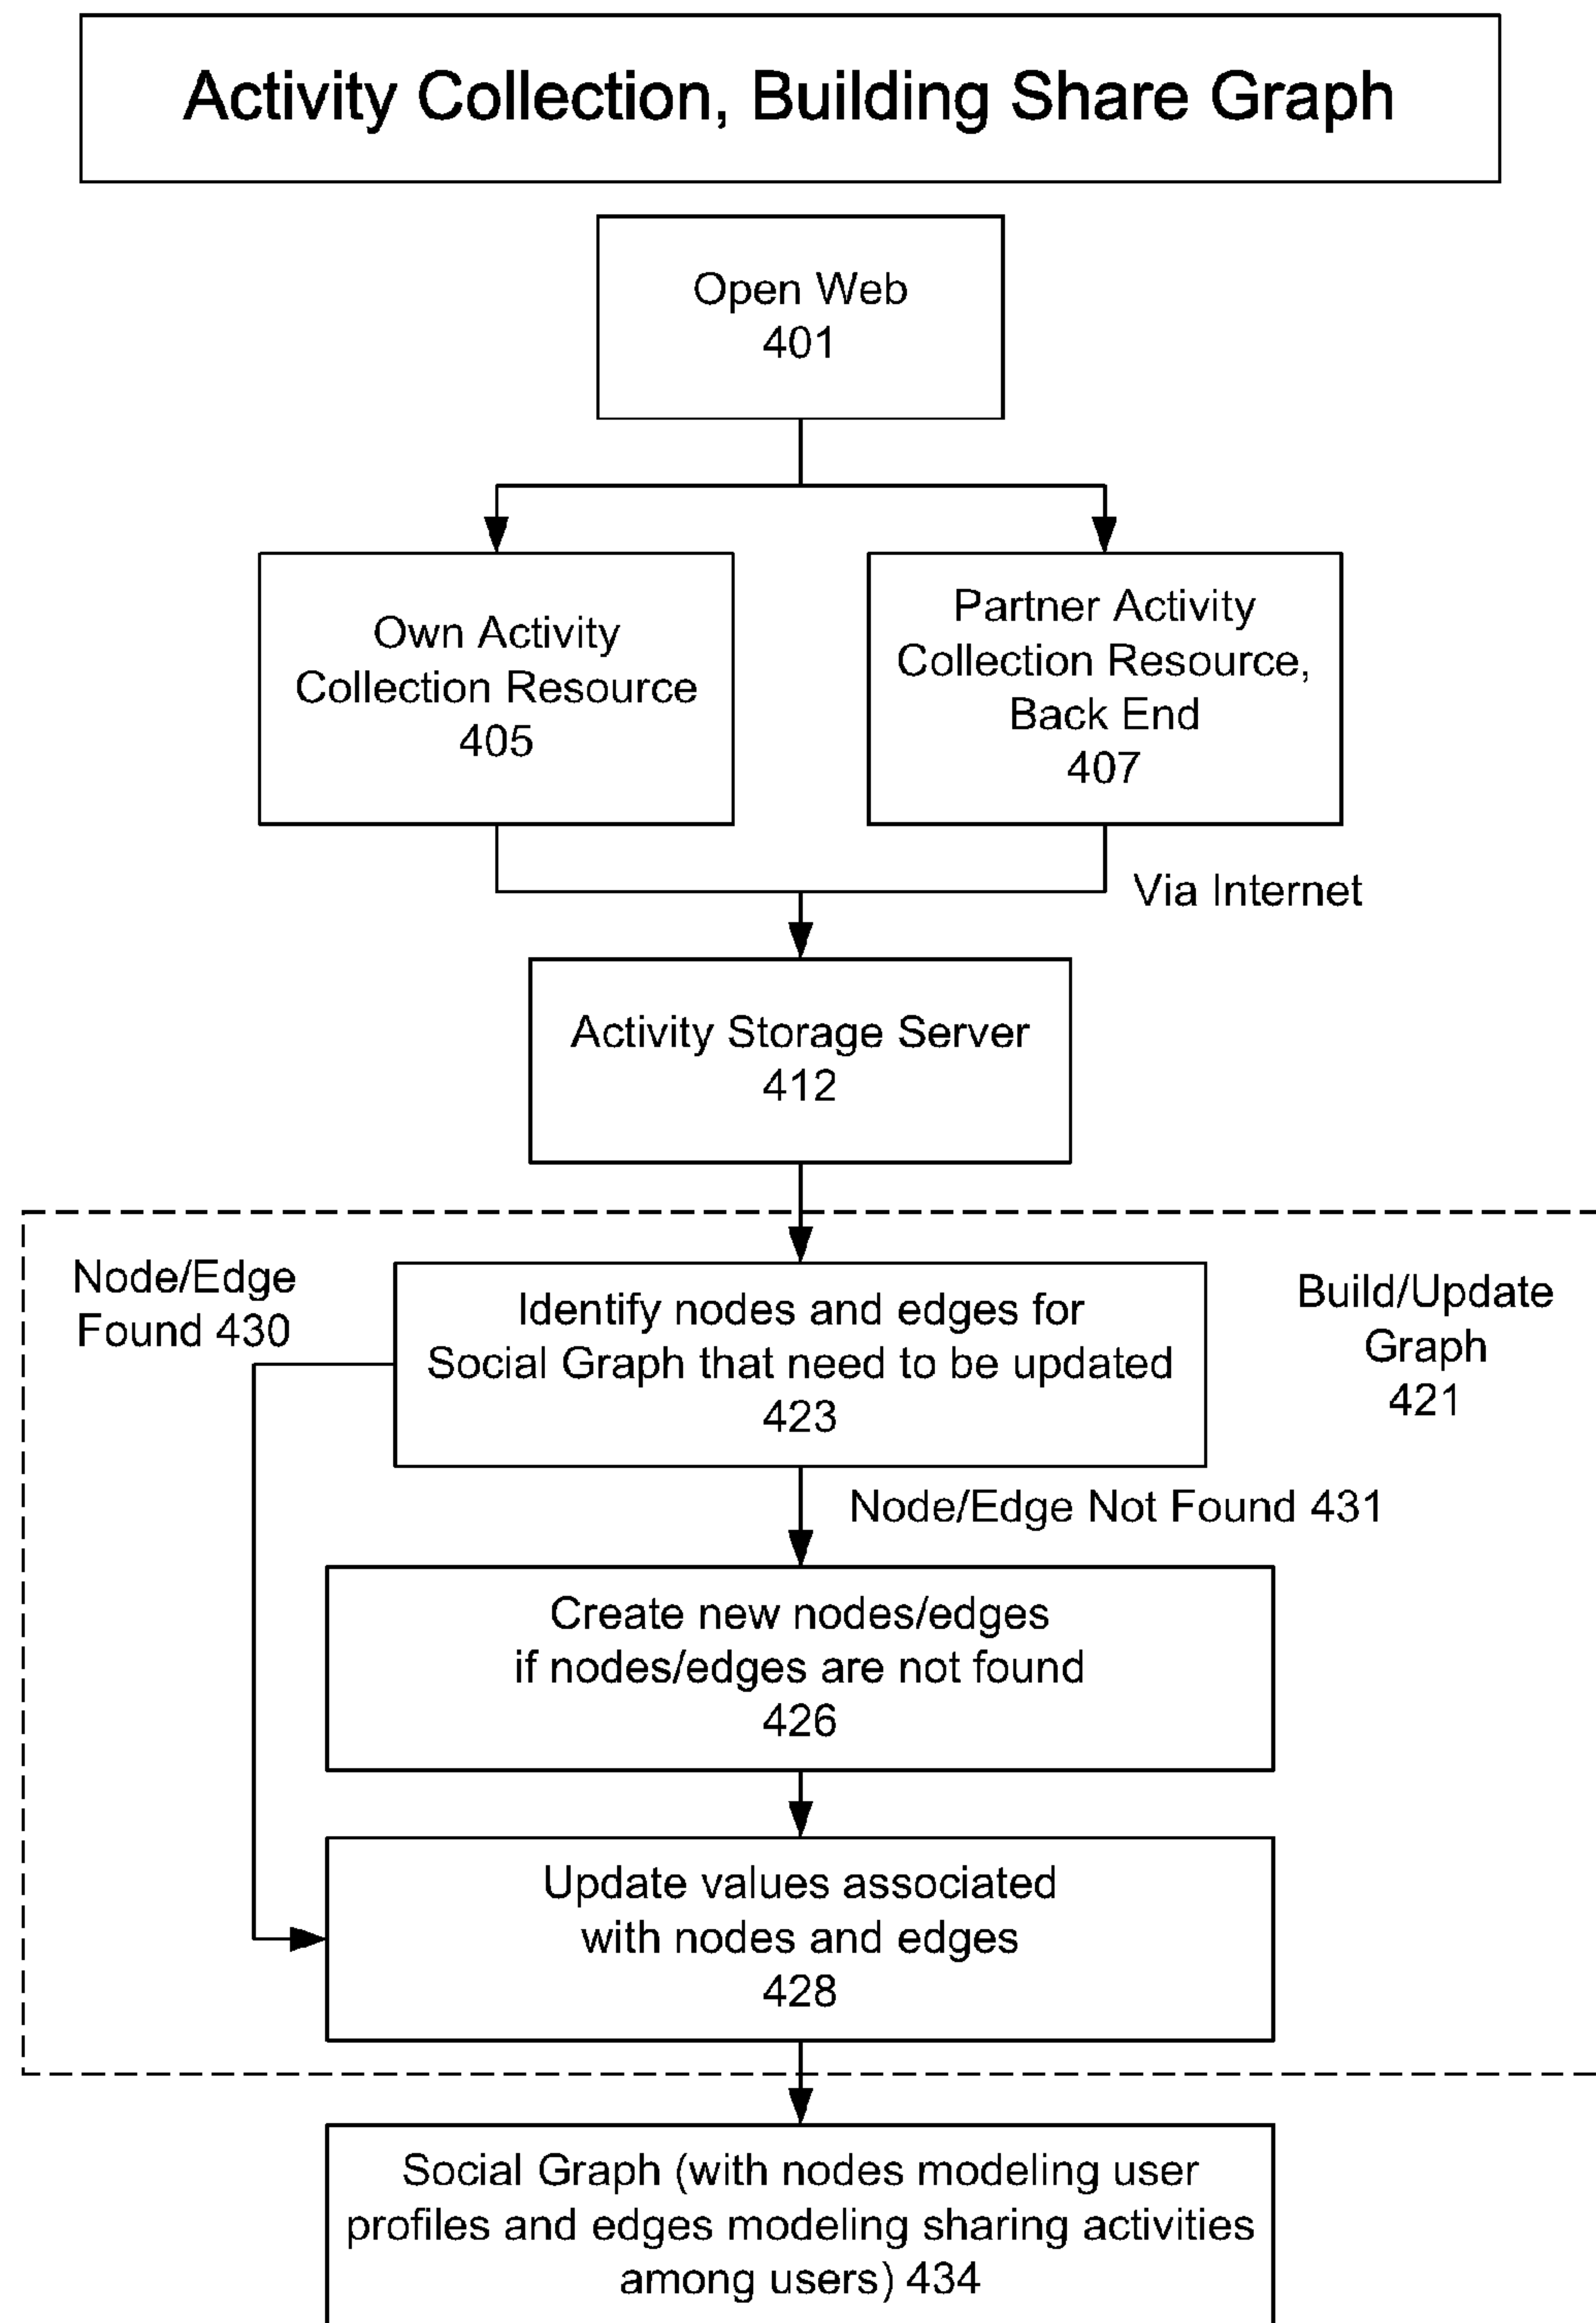 Activity Collection, Building Share Graph
Open Web
401
Own Activity
Collection Resource
405
Partner Activity
Collection Resource,
Back End
407
Via Internet
Activity Storage Server
412
Node/Edge
Found 430
Identify nodes and edges for
Social Graph that need to be updated
423
Build/Update
Graph
421
Node/Edge Not Found 431
Create new nodes/edges
if nodes/edges are not found
426
Update values associated
with nodes and edges
428
Social Graph (with nodes modeling user
profiles and edges modeling sharing activities
among users) 434